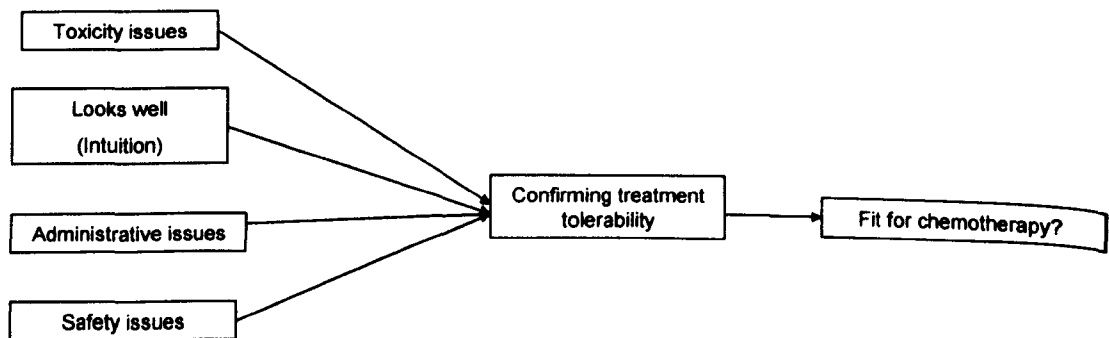 Toxicity issues
Looks well
(Intuition)
Administrative issues
Safety issues
Confirming treatment
tolerability
Fit for chemotherapy?